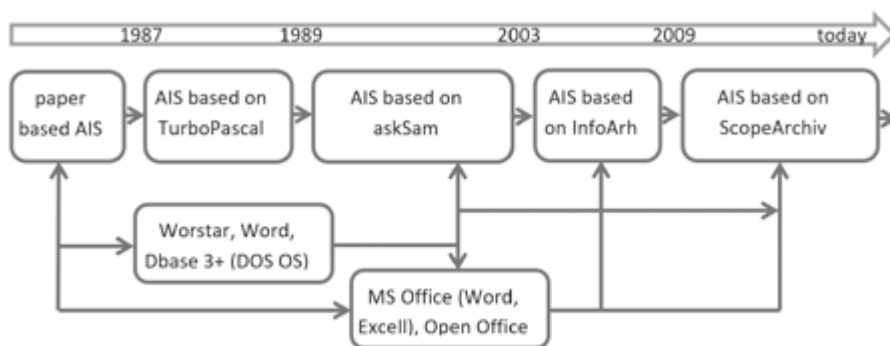 1987 1989 2003 2009 today
paper
based AIS
AIS based on
TurboPascal
AIS based on
askSam
AIS based
on InfoArh
AIS based on
ScopeArchiv
Worstar, Word,
Dbase 3+ (DOS OS)
MS Office (Word,
Excell), Open Office